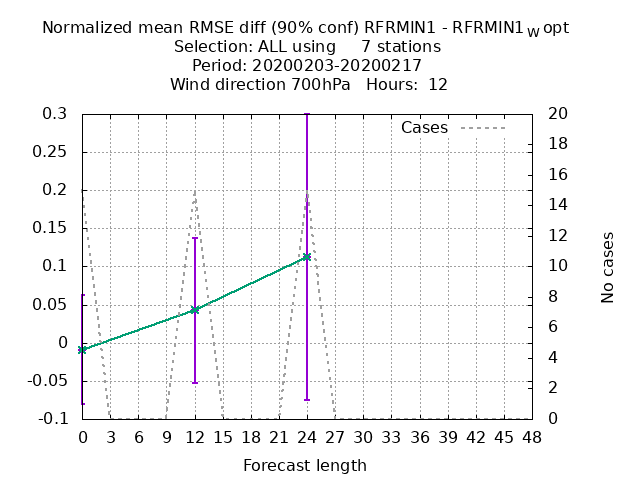 Normalized mean RMSE diff (90% conf) RFRMIN1 - RFRMIN1W opt
Selection: ALL using 7 stations
Period: 20200203-20200217
Wind direction 700hPa Hours: 12
Cases
0.3
0.25
0.2
0.15
0.1
0.05
0
-0.05
-0.1
20
18
16
14
12
10
8
6
4
2
0
No cases
0 3 6 9 12 15 18 21 24 27 30 33 36 39 42 45 48
Forecast length